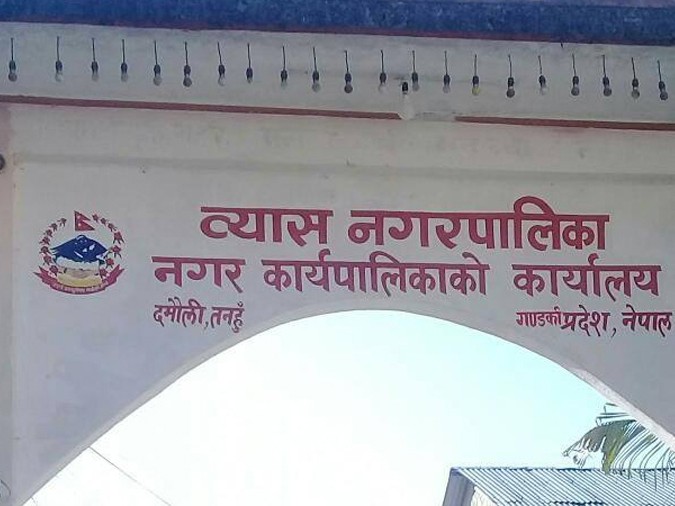 व्यास नगरपालिका
नगर कार्यपालिकाको कार्यालय
दमौली, तनहुँ गण्डकी प्रदेश, नेपाल